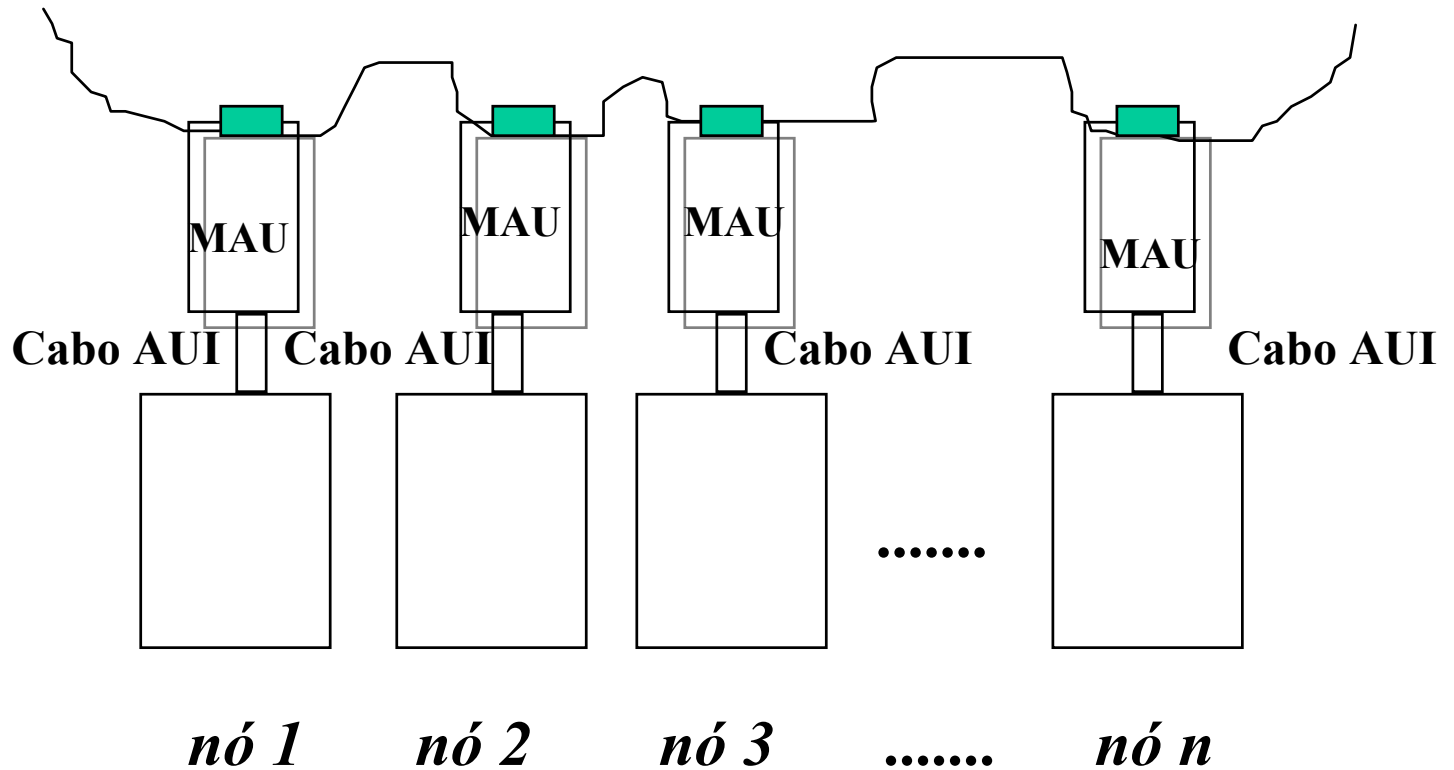 MAU MAU MAU MAU
Cabo AUI Cabo AUI Cabo AUI Cabo AUI
.......
nó 1 nó 2 nó 3 ....... nó n